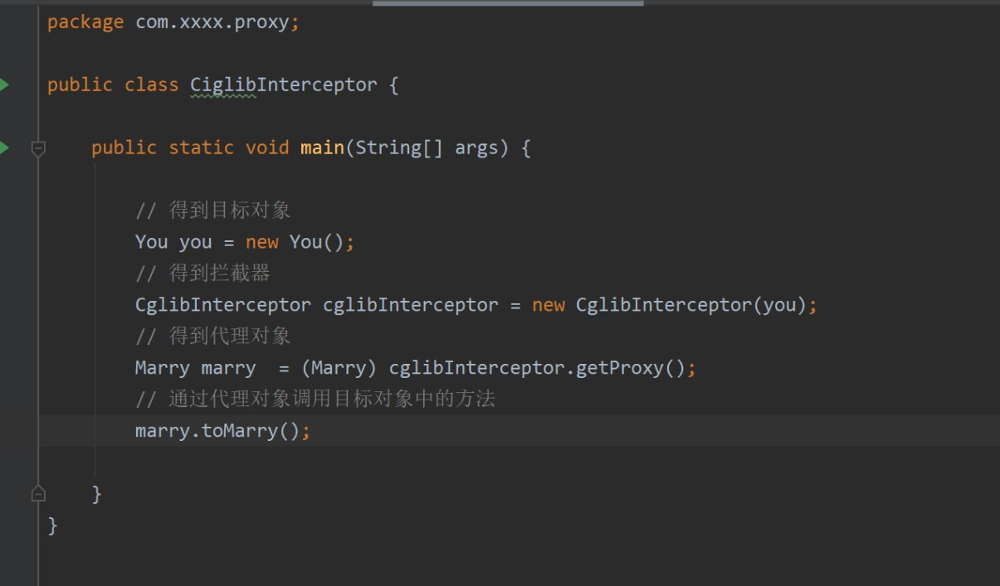 package com.xxxx.proxy;
public class CiglibInterceptor {
public static void main(String[] args) {
// 得到目标对象
You you = new You();
// 得到拦截器
CglibInterceptor cglibInterceptor = new CglibInterceptor(you);
// 得到代理对象
Marry marry  = (Marry) cglibInterceptor.getProxy();
// 通过代理对象调用目标对象中的方法
marry.toMarry();
}
}